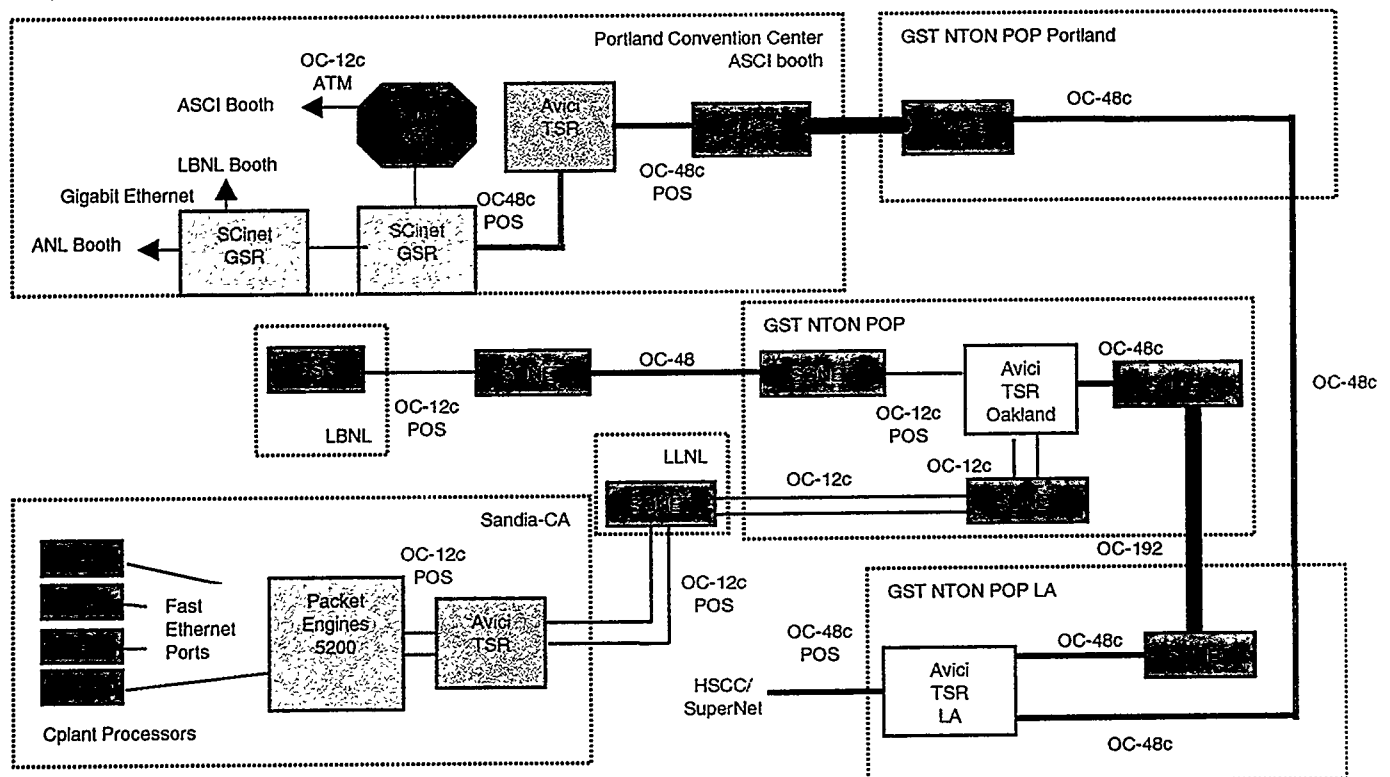 Portland Convention Center
ASCI booth
OC-12c
ATM
ASCI Booth
LBNL Booth
Gigabit Ethernet
ANL Booth
SCinet
GSR
SCinet
GSR
OC48c
POS
Avici
TSR
OC-48c
POS
GST NTON POP Portland
OC-48c
OC-48c
LBNL
OC-12c
POS
OC-48
GST NTON POP
OC-12c
POS
Avici
TSR
Oakland
OC-48c
OC-12c
LLNL
OC-12c
OC-12c
POS
OC-192
Sandia-CA
Fast
Ethernet
Ports
Cplant Processors
Packet
Engines
5200
OC-12c
POS
Avici
TSR
GST NTON POP LA
OC-48c
POS
HSCC/
SuperNet
Avici
TSR
LA
OC-48c
OC-48c